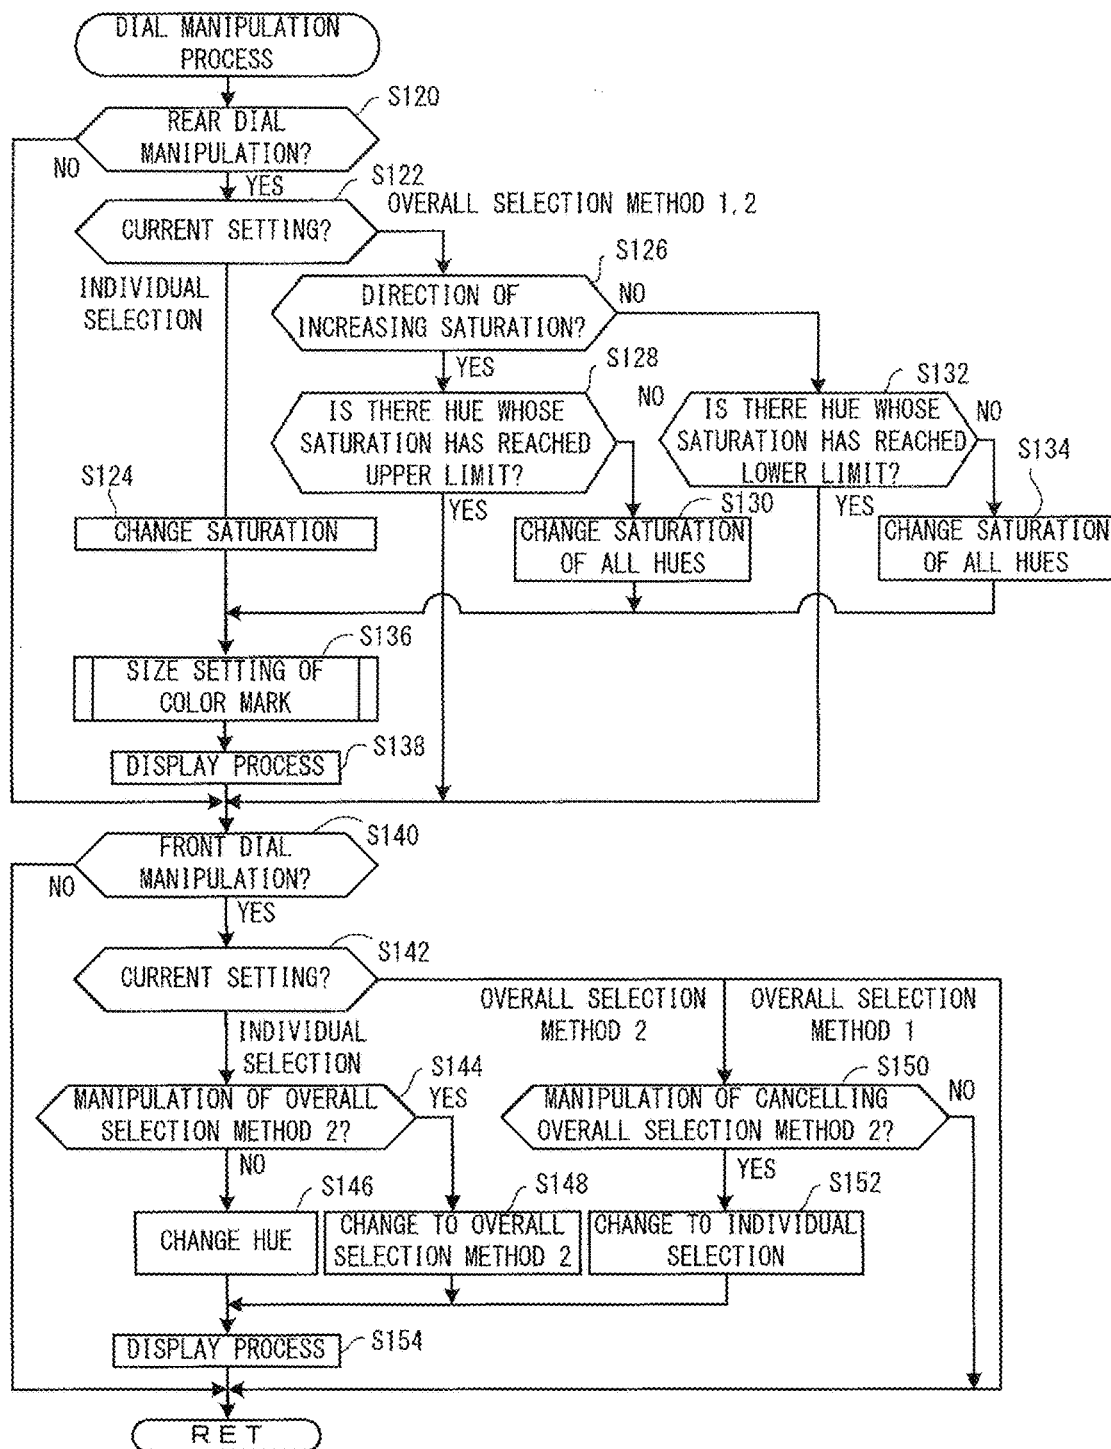 DIAL MANIPULATION
PROCESS
S120
REAR DIAL
MANIPULATION?
NO
YES
S122
OVERALL SELECTION METHOD 1,2
CURRENT SETTING?
INDIVIDUAL
SELECTION
S126
DIRECTION OF
INCREASING SATURATION?
NO
YES
S128
IS THERE HUE WHOSE
SATURATION HAS REACHED
UPPER LIMIT?
NO
YES
S132
IS THERE HUE WHOSE
SATURATION HAS REACHED
LOWER LIMIT?
NO
YES
S124
CHANGE SATURATION
S130
CHANGE SATURATION
OF ALL HUES
S134
CHANGE SATURATION
OF ALL HUES
S136
SIZE SETTING OF
COLOR MARK
S138
DISPLAY PROCESS
S140
FRONT DIAL
MANIPULATION?
NO
YES
S142
CURRENT SETTING?
INDIVIDUAL
SELECTION
OVERALL SELECTION
METHOD 2
OVERALL SELECTION
METHOD 1
S144
MANIPULATION OF OVERALL
SELECTION METHOD 2?
YES
NO
S150
MANIPULATION OF CANCELLING
OVERALL SELECTION METHOD 2?
NO
YES
S146
CHANGE HUE
S148
CHANGE TO OVERALL
SELECTION METHOD 2
S152
CHANGE TO INDIVIDUAL
SELECTION
S154
DISPLAY PROCESS
RET